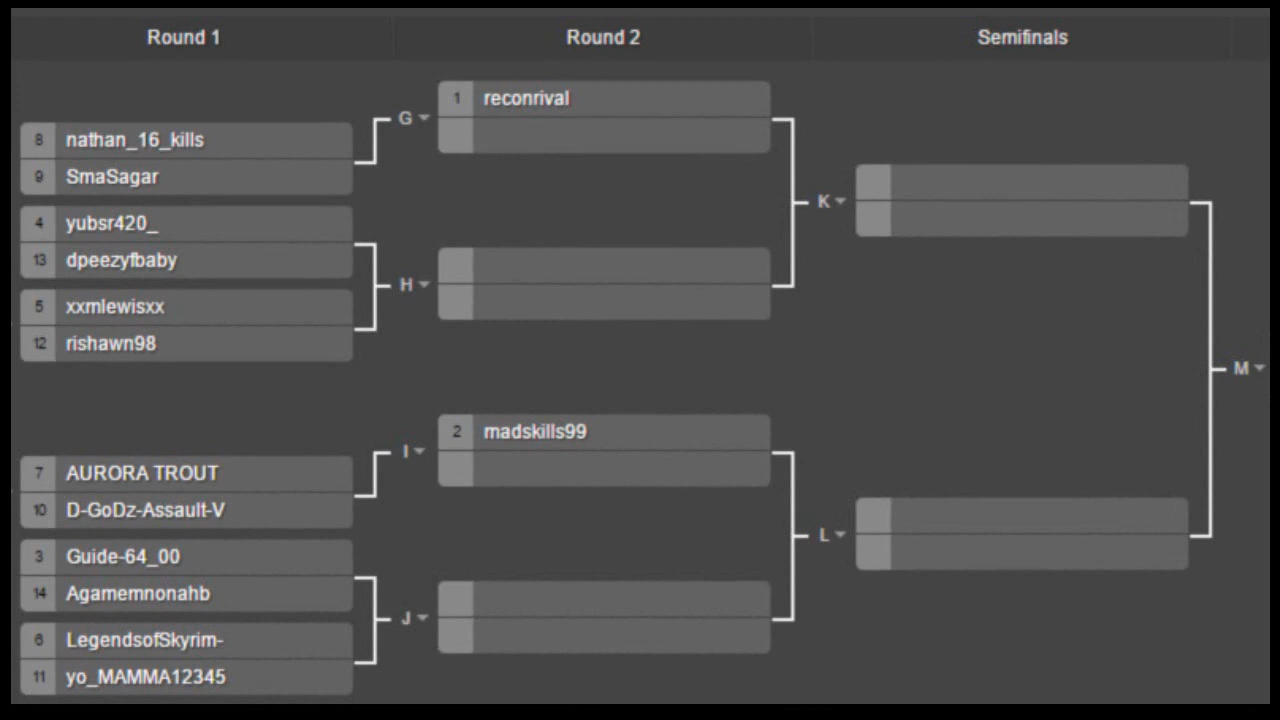 Round 1
Round 2
Semifinals
8 nathan_16_kills
9 SmaSagar
4 yubsr420_
13 dpeezyfbaby
5 xxmlewisxx
12 rishawn98
7 AURORA TROUT
10 D-GoDz-Assault-V
3 Guide-64_00
14 Agamemnonahb
6 LegendsofSkyrim-
11 yo_MAMMA12345
G
H
I
J
1 reconrival
2 madskills99
K
L
M